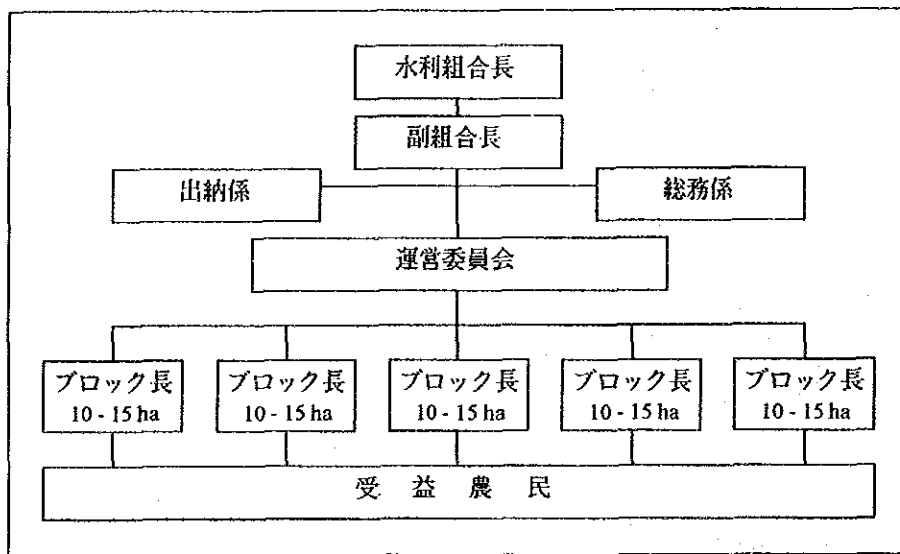 水利組合長
副組合長
出納係
総務係
運営委員会
ブロック長
10 - 15 ha
ブロック長
10 - 15 ha
ブロック長
10 - 15 ha
ブロック長
10 - 15 ha
ブロック長
10 - 15 ha
受 益 農 民